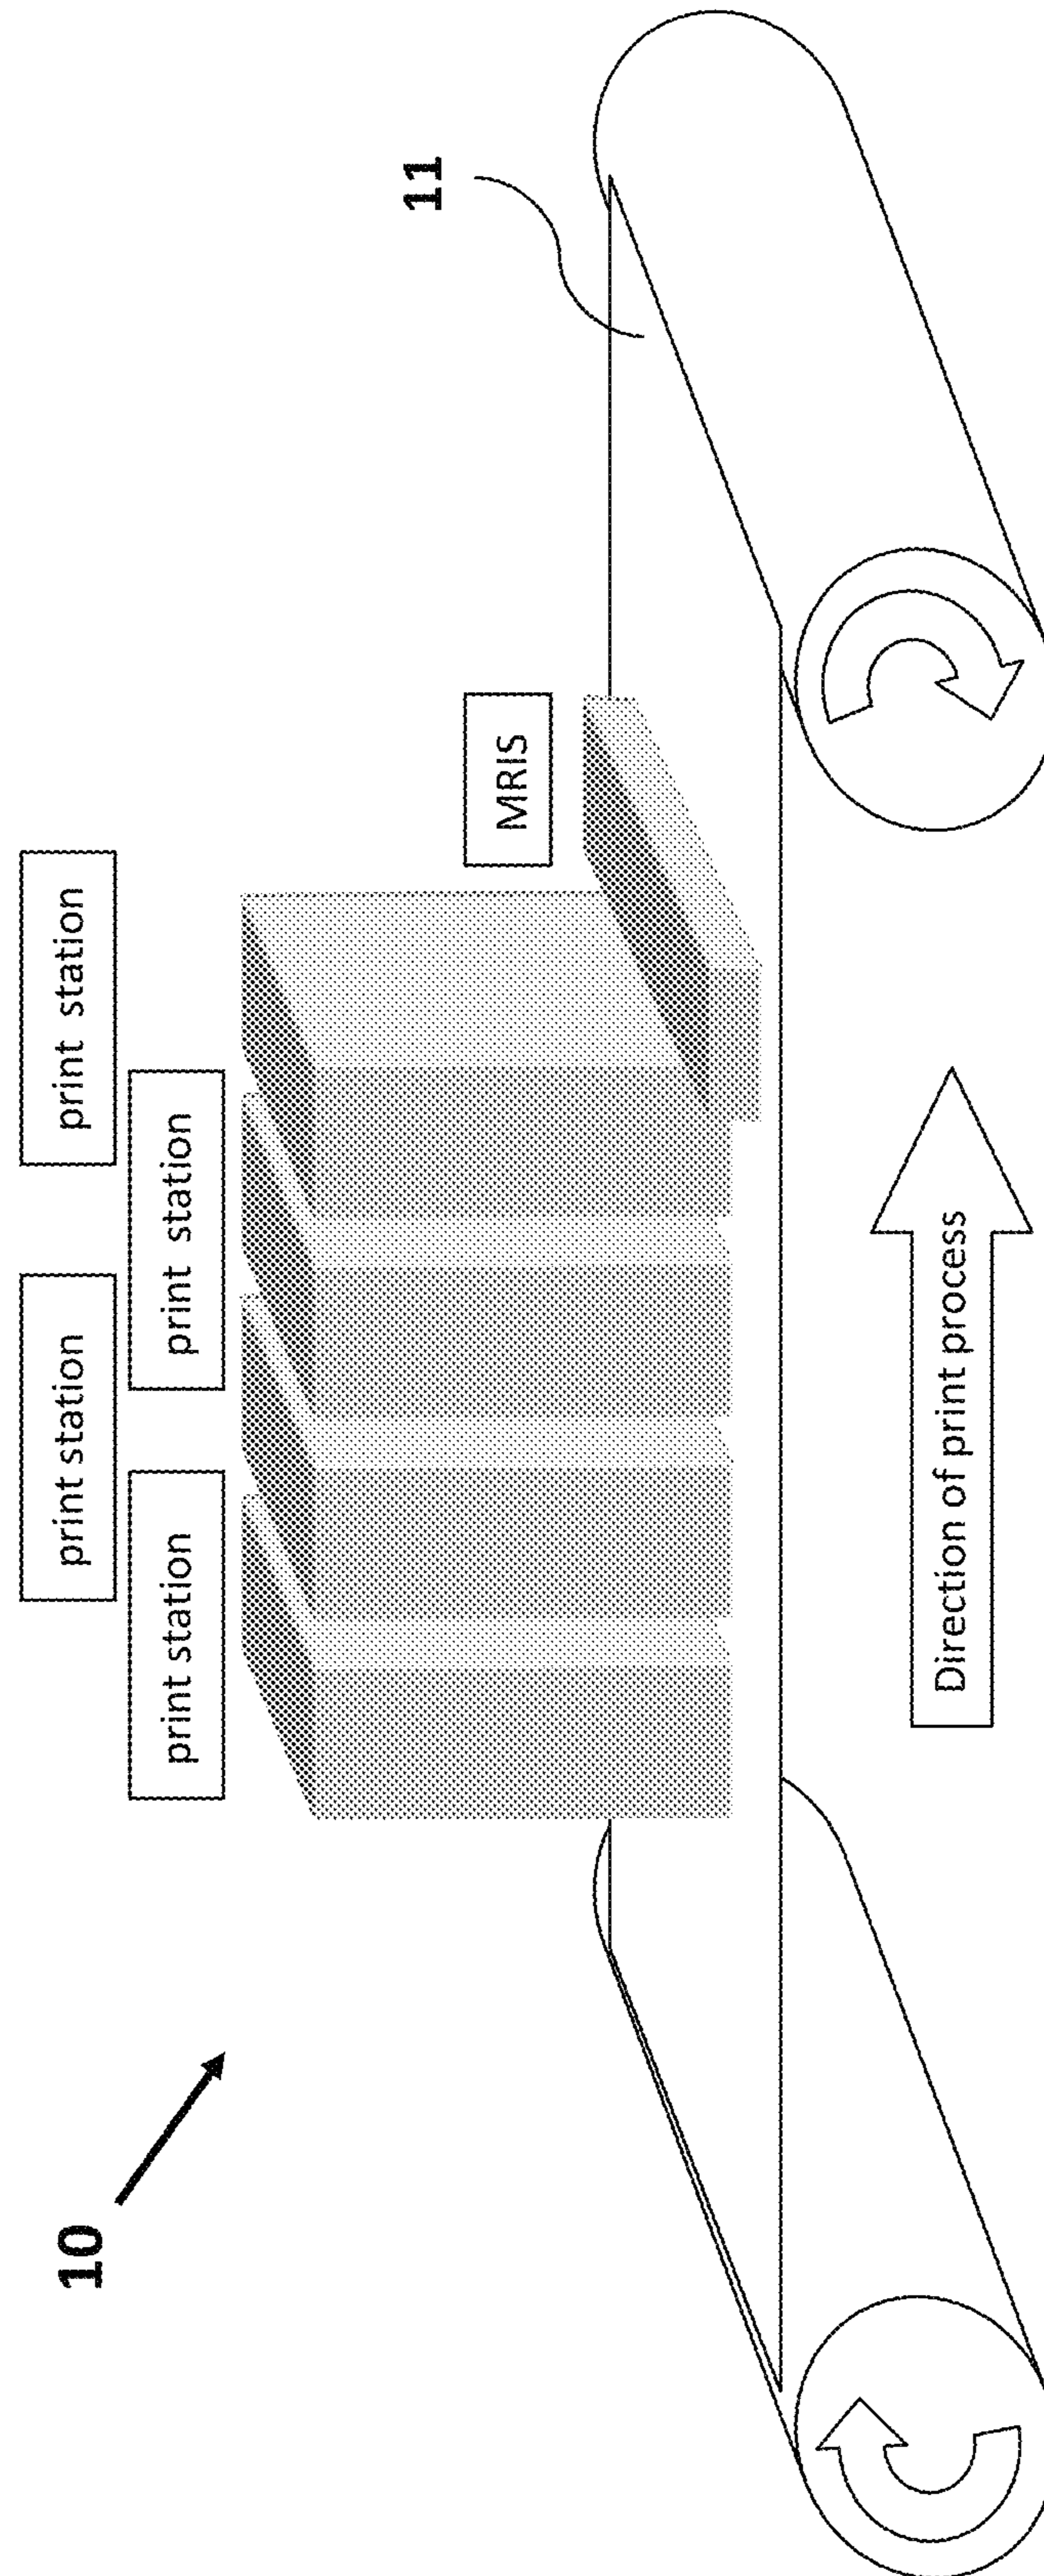 print station
print station
print station
print station
MRIS
10
11
Direction of print process